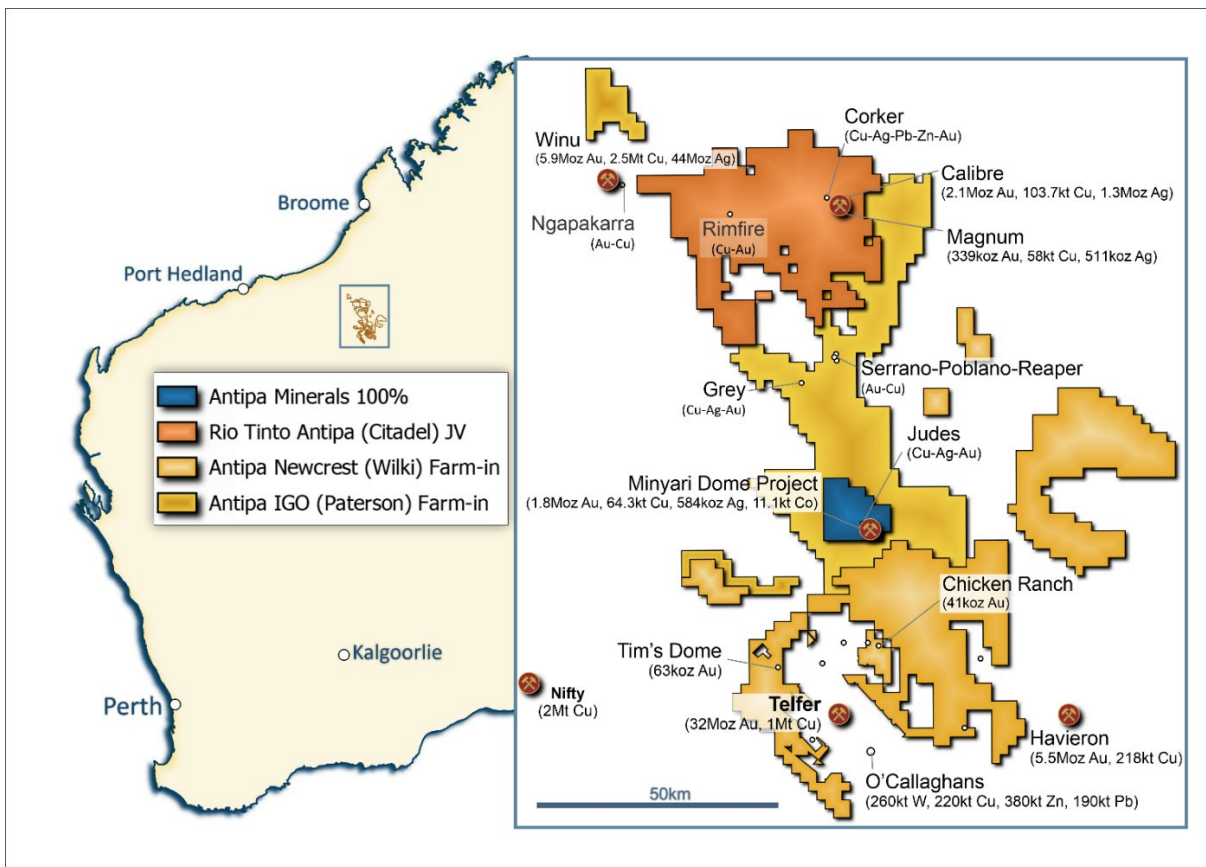 Broome
Port Hedland
Antipa Minerals 100%
Rio Tinto Antipa (Citadel) JV
Antipa Newcrest (Wilki) Farm-in
Antipa IGO (Paterson) Farm-in
Kalgoorlie
Perth
Winu
(5.9Moz Au, 2.5Mt Cu, 44Moz Ag)
Ngapakarra
(Au-Cu)
Rimfire
(Cu-Au)
Corker
(Cu-Ag-Pb-Zn-Au)
Calibre
(2.1Moz Au, 103.7kt Cu, 1.3Moz Ag)
Magnum
(339koz Au, 58kt Cu, 511koz Ag)
Serrano-Poblano-Reaper
(Au-Cu)
Grey
(Cu-Ag-Au)
Judes
(Cu-Ag-Au)
Minyari Dome Project
(1.8Moz Au, 64.3kt Cu, 584koz Ag, 11.1kt Co)
Chicken Ranch
(41koz Au)
Tim's Dome
(63koz Au)
Nifty
(2Mt Cu)
Telfer
(32Moz Au, 1Mt Cu)
Havieron
(5.5Moz Au, 218kt Cu)
O'Callaghans
(260kt W, 220kt Cu, 380kt Zn, 190kt Pb)
50km